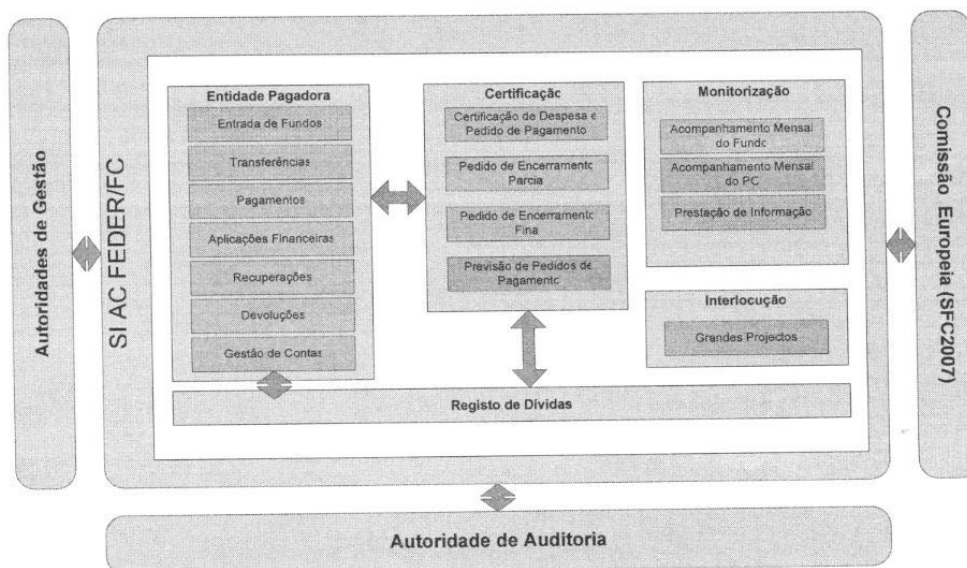 Autoridades de Gestão
SI AC FEDER/FC
Entidade Pagadora
Entrada de Fundos
Transferências
Pagamentos
Aplicações Financeiras
Recuperações
Devoluções
Gestão de Contas
Certificação
Certificação de Despesa e
Pedido de Pagamento
Pedido de Encerramento
Parcia
Pedido de Encerramento
Fina
Previsão de Pedidos de
Pagamento
Monitorização
Acompanhamento Mensal
do Fundo
Acompanhamento Mensal
do PC
Prestação de Informação
Interlocução
Grandes Projectos
Registo de Dívidas
Comissão Europeia (SFC2007)
Autoridade de Auditoria